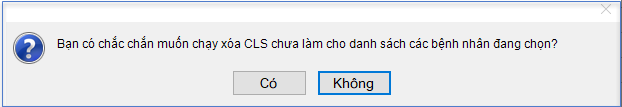 Bạn có chắc chắn muốn chạy xóa CLS chưa làm cho danh sách các bệnh nhân đang chọn?
Có
Không